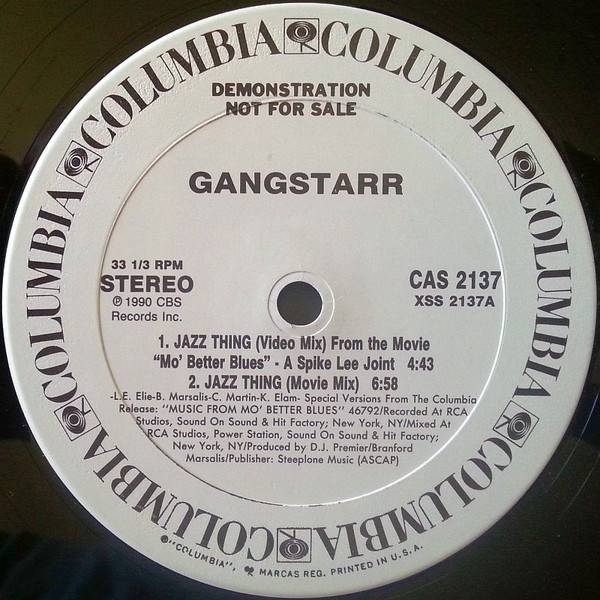 COLUMBIA COLUMBIA COLUMBIA COLUMBIA COLUMBIA COLUMBIA COLUMBIA
DEMONSTRATION
NOT FOR SALE
GANGSTARR
33 1/3 RPM
STEREO
℗ 1990 CBS
Records Inc.
CAS 2137
XSS 2137A
1. JAZZ THING (Video Mix) From the Movie
"Mo' Better Blues" - A Spike Lee Joint 4:43
2. JAZZ THING (Movie Mix) 6:58
-L.E. Elie-B. Marsalis-C. Martin-K. Elam- Special Versions From The Columbia
Release: "MUSIC FROM MO' BETTER BLUES" 46792/Recorded At RCA
Studios, Sound On Sound & Hit Factory; New York, NY/Mixed At
RCA Studios, Power Station, Sound On Sound & Hit Factory;
New York, NY/Produced by D.J. Premier/Branford
Marsalis/Publisher: Steeplone Music (ASCAP)
®"COLUMBIA", MARCAS REG. PRINTED IN U.S.A.